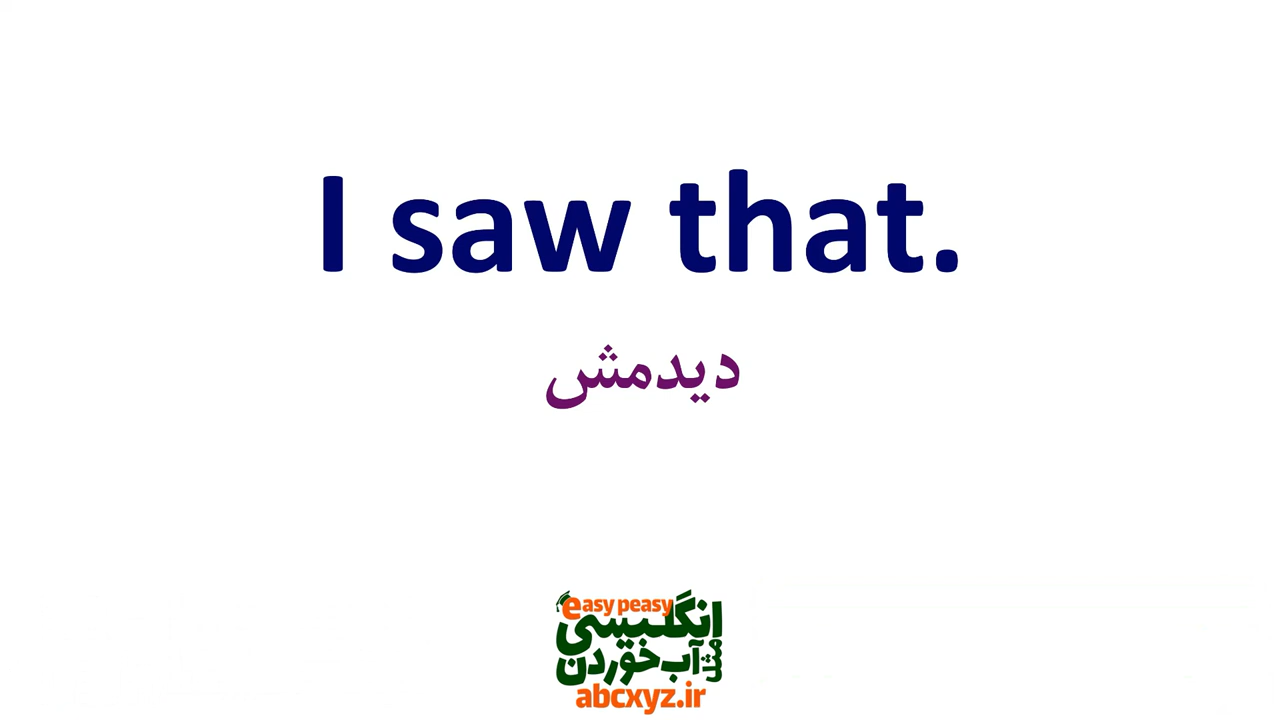 I saw that.
دیدمش
easy peasy
انگلیسی
مثل آب خوردن
abcxyz.ir